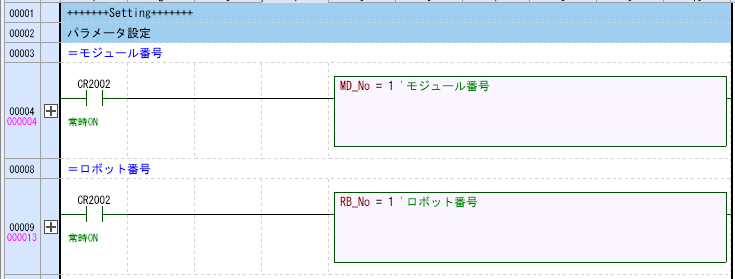 00001 +++++++Setting+++++++
00002 パラメータ設定
00003 =モジュール番号
CR2002
MD_No = 1 'モジュール番号
00004
000004
常時ON
00008 =ロボット番号
CR2002
RB_No = 1 'ロボット番号
00009
000013
常時ON